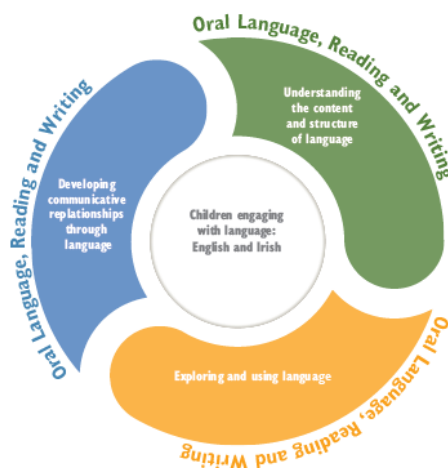 Oral Language, Reading and Writing
Understanding
the content
and structure
of language
Oral Language, Reading and Writing
Developing
communicative
replationships
through
language
Children engaging
with language:
English and Irish
Exploring and using language
Oral Language, Reading and Writing